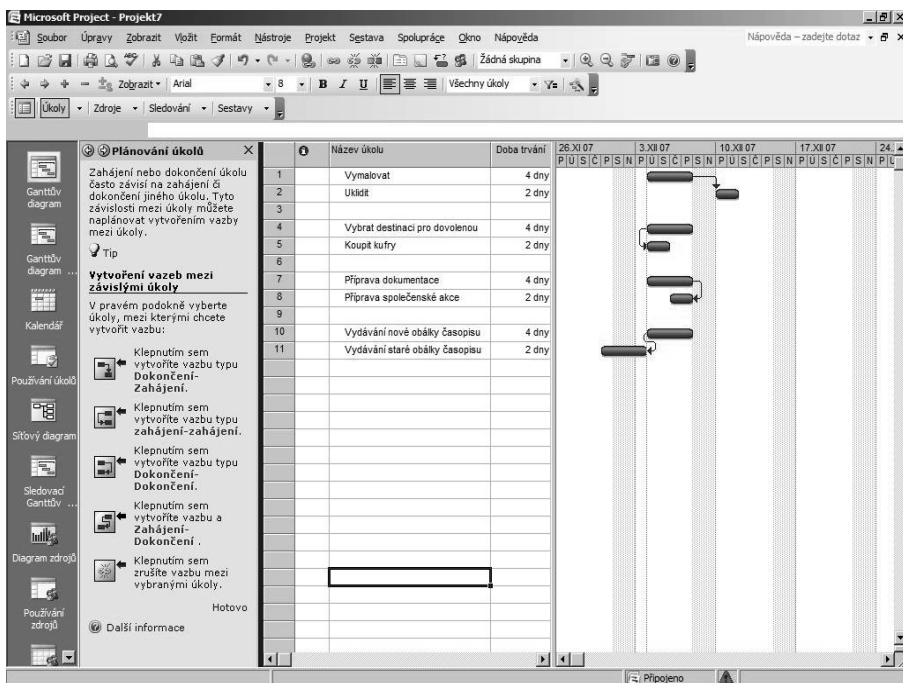 Microsoft Project - Projekt7
Soubor Úpravy Zobrazit Vložit Formát Nástroje Projekt Sestava Spolupráce Okno Nápověda Nápověda – zadejte dotaz
Žádná skupina
Zobrazit Arial 8 B I U Všechny úkoly
Úkoly Zdroje Sledování Sestavy
Ganttův diagram
Ganttův diagram ...
Kalendář
Používání úkolů
Síťový diagram
Sledovací Ganttův ...
Diagram zdrojů
Používání zdrojů
Plánování úkolů
Zahájení nebo dokončení úkolu
často závisí na zahájení či
dokončení jiného úkolu. Tyto
závislosti mezi úkoly můžete
naplánovat vytvořením vazby
mezi úkoly.
Tip
Vytvoření vazeb mezi
závislými úkoly
V pravém podokně vyberte
úkoly, mezi kterými chcete
vytvořit vazbu:
Klepnutím sem
vytvoříte vazbu typu
Dokončení-
Zahájení.
Klepnutím sem
vytvoříte vazbu typu
zahájení-zahájení.
Klepnutím sem
vytvoříte vazbu typu
Dokončení-
Dokončení.
Klepnutím sem
vytvoříte vazbu a
Zahájení-
Dokončení .
Klepnutím sem
zrušíte vazbu mezi
vybranými úkoly.
Hotovo
Další informace
Název úkolu Doba trvání
1 Vymalovat 4 dny
2 Uklidit 2 dny
3
4 Vybrat destinaci pro dovolenou 4 dny
5 Koupit kufry 2 dny
6
7 Příprava dokumentace 4 dny
8 Příprava společenské akce 2 dny
9
10 Vydávání nové obálky časopisu 4 dny
11 Vydávání staré obálky časopisu 2 dny
26.XI 07 3.XII 07 10.XII 07 17.XII 07 24.
P Ú S Č P S N P Ú S Č P S N P Ú S Č P S N P Ú S Č P S N P Ú
Připojeno